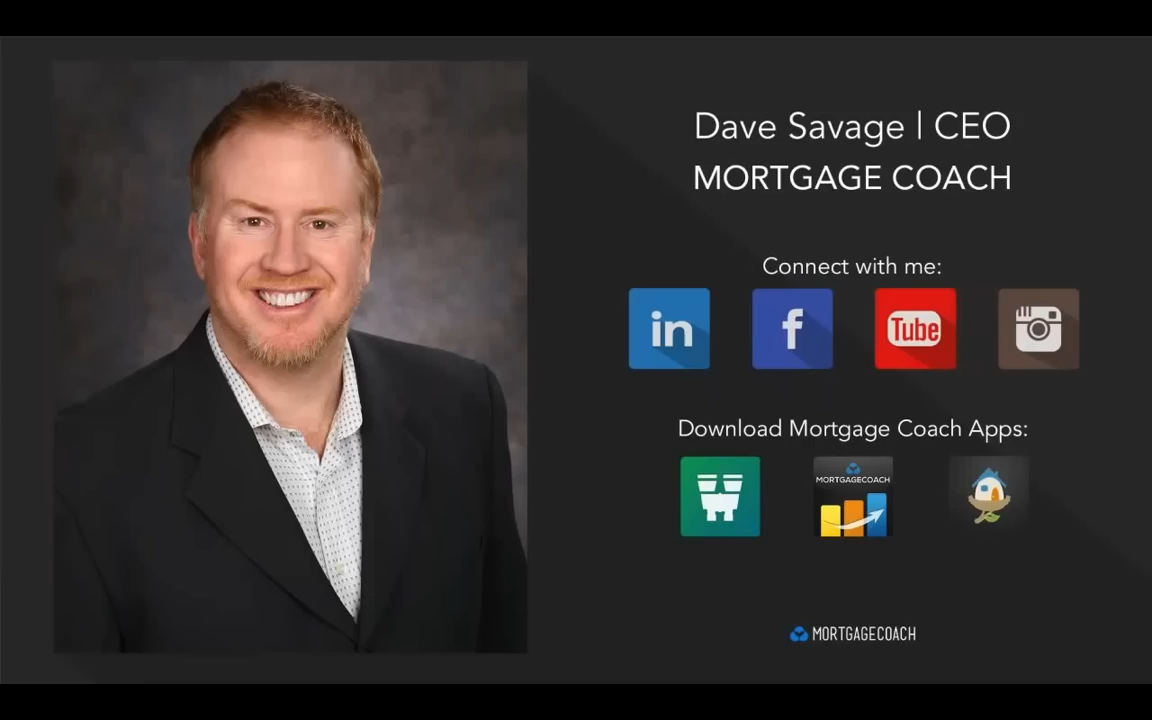 Dave Savage | CEO
MORTGAGE COACH
Connect with me:
in f Tube
Download Mortgage Coach Apps:
MORTGAGECOACH
MORTGAGECOACH